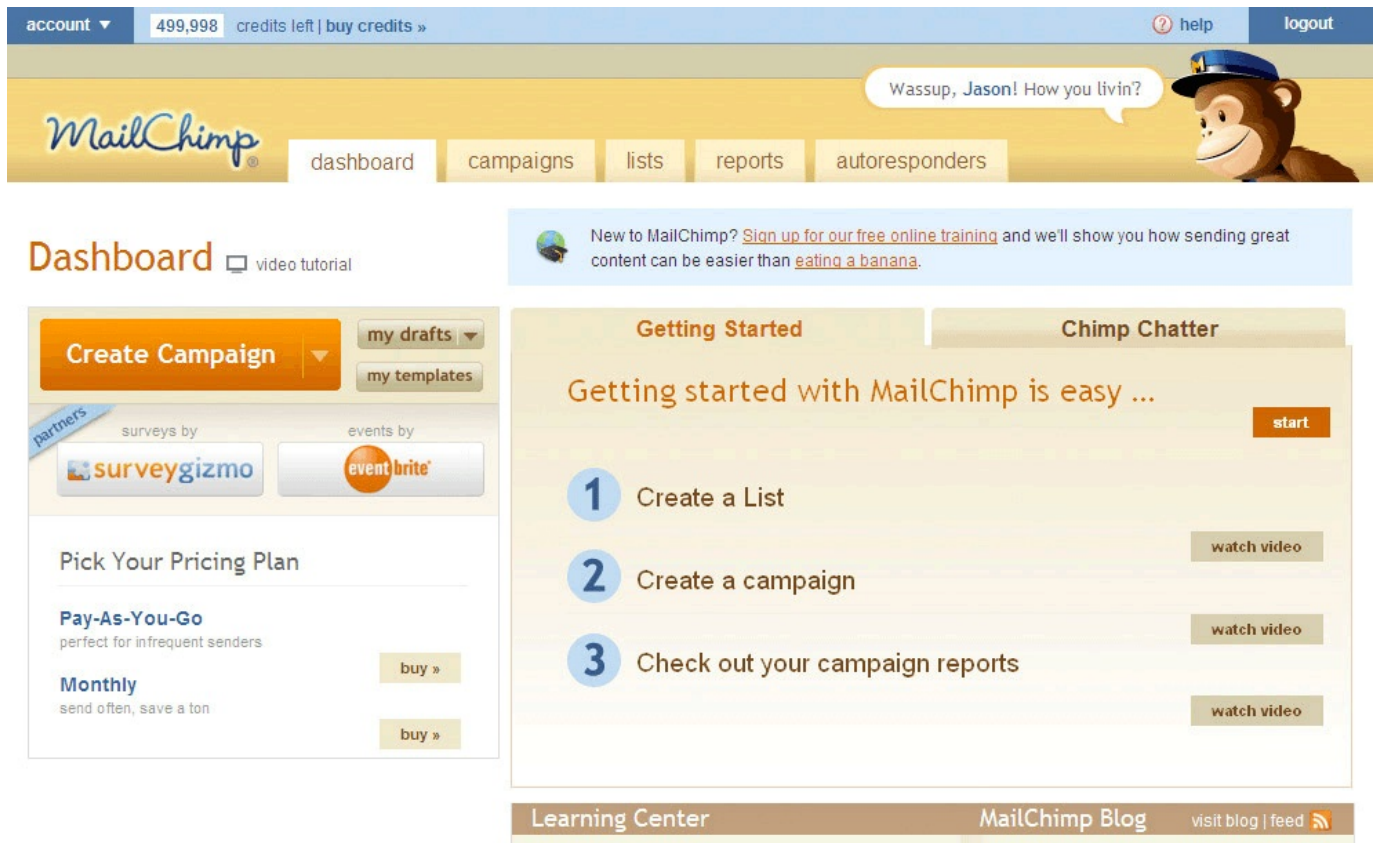 account ▼ 499,998 credits left | buy credits » ? help logout
Wassup, Jason! How you livin'?
MailChimp®
dashboard campaigns lists reports autoresponders
Dashboard video tutorial
New to MailChimp? Sign up for our free online training and we'll show you how sending great
content can be easier than eating a banana.
Create Campaign
my drafts
my templates
partners
surveys by
surveygizmo
events by
eventbrite
Pick Your Pricing Plan
Pay-As-You-Go
perfect for infrequent senders
buy »
Monthly
send often, save a ton
buy »
Getting Started
Chimp Chatter
Getting started with MailChimp is easy ...
start
1 Create a List
watch video
2 Create a campaign
watch video
3 Check out your campaign reports
watch video
Learning Center
MailChimp Blog visit blog | feed